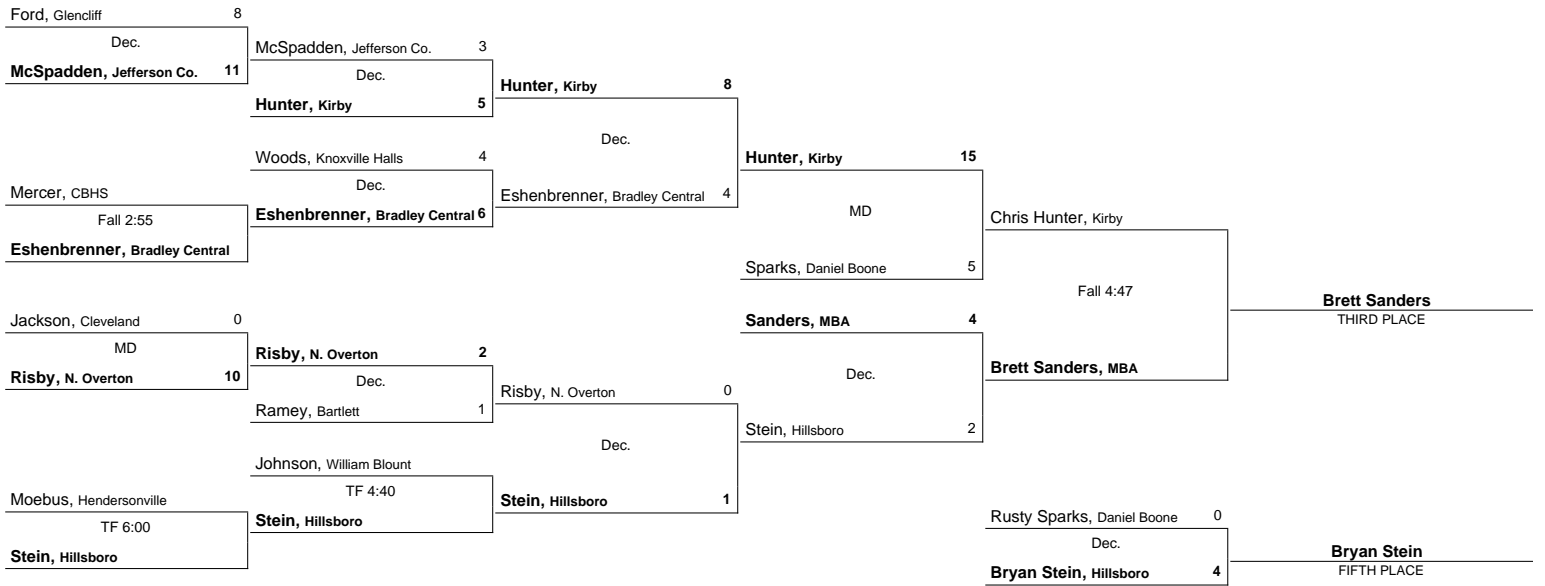 Ford, Glencliff 8
Dec.
McSpadden, Jefferson Co. 11
Mercer, CBHS
Fall 2:55
Eshenbrenner, Bradley Central
Jackson, Cleveland 0
MD
Risby, N. Overton 10
Moebus, Hendersonville
TF 6:00
Stein, Hillsboro
McSpadden, Jefferson Co. 3
Dec.
Hunter, Kirby 5
Woods, Knoxville Halls 4
Dec.
Eshenbrenner, Bradley Central 6
Risby, N. Overton 2
Dec.
Ramey, Bartlett 1
Johnson, William Blount
TF 4:40
Stein, Hillsboro
Hunter, Kirby 8
Dec.
Eshenbrenner, Bradley Central 4
Risby, N. Overton 0
Dec.
Stein, Hillsboro 1
Hunter, Kirby 15
MD
Sparks, Daniel Boone 5
Sanders, MBA 4
Dec.
Stein, Hillsboro 2
Chris Hunter, Kirby
Fall 4:47
Brett Sanders, MBA
Brett Sanders
THIRD PLACE
Rusty Sparks, Daniel Boone 0
Dec.
Bryan Stein, Hillsboro 4
Bryan Stein
FIFTH PLACE